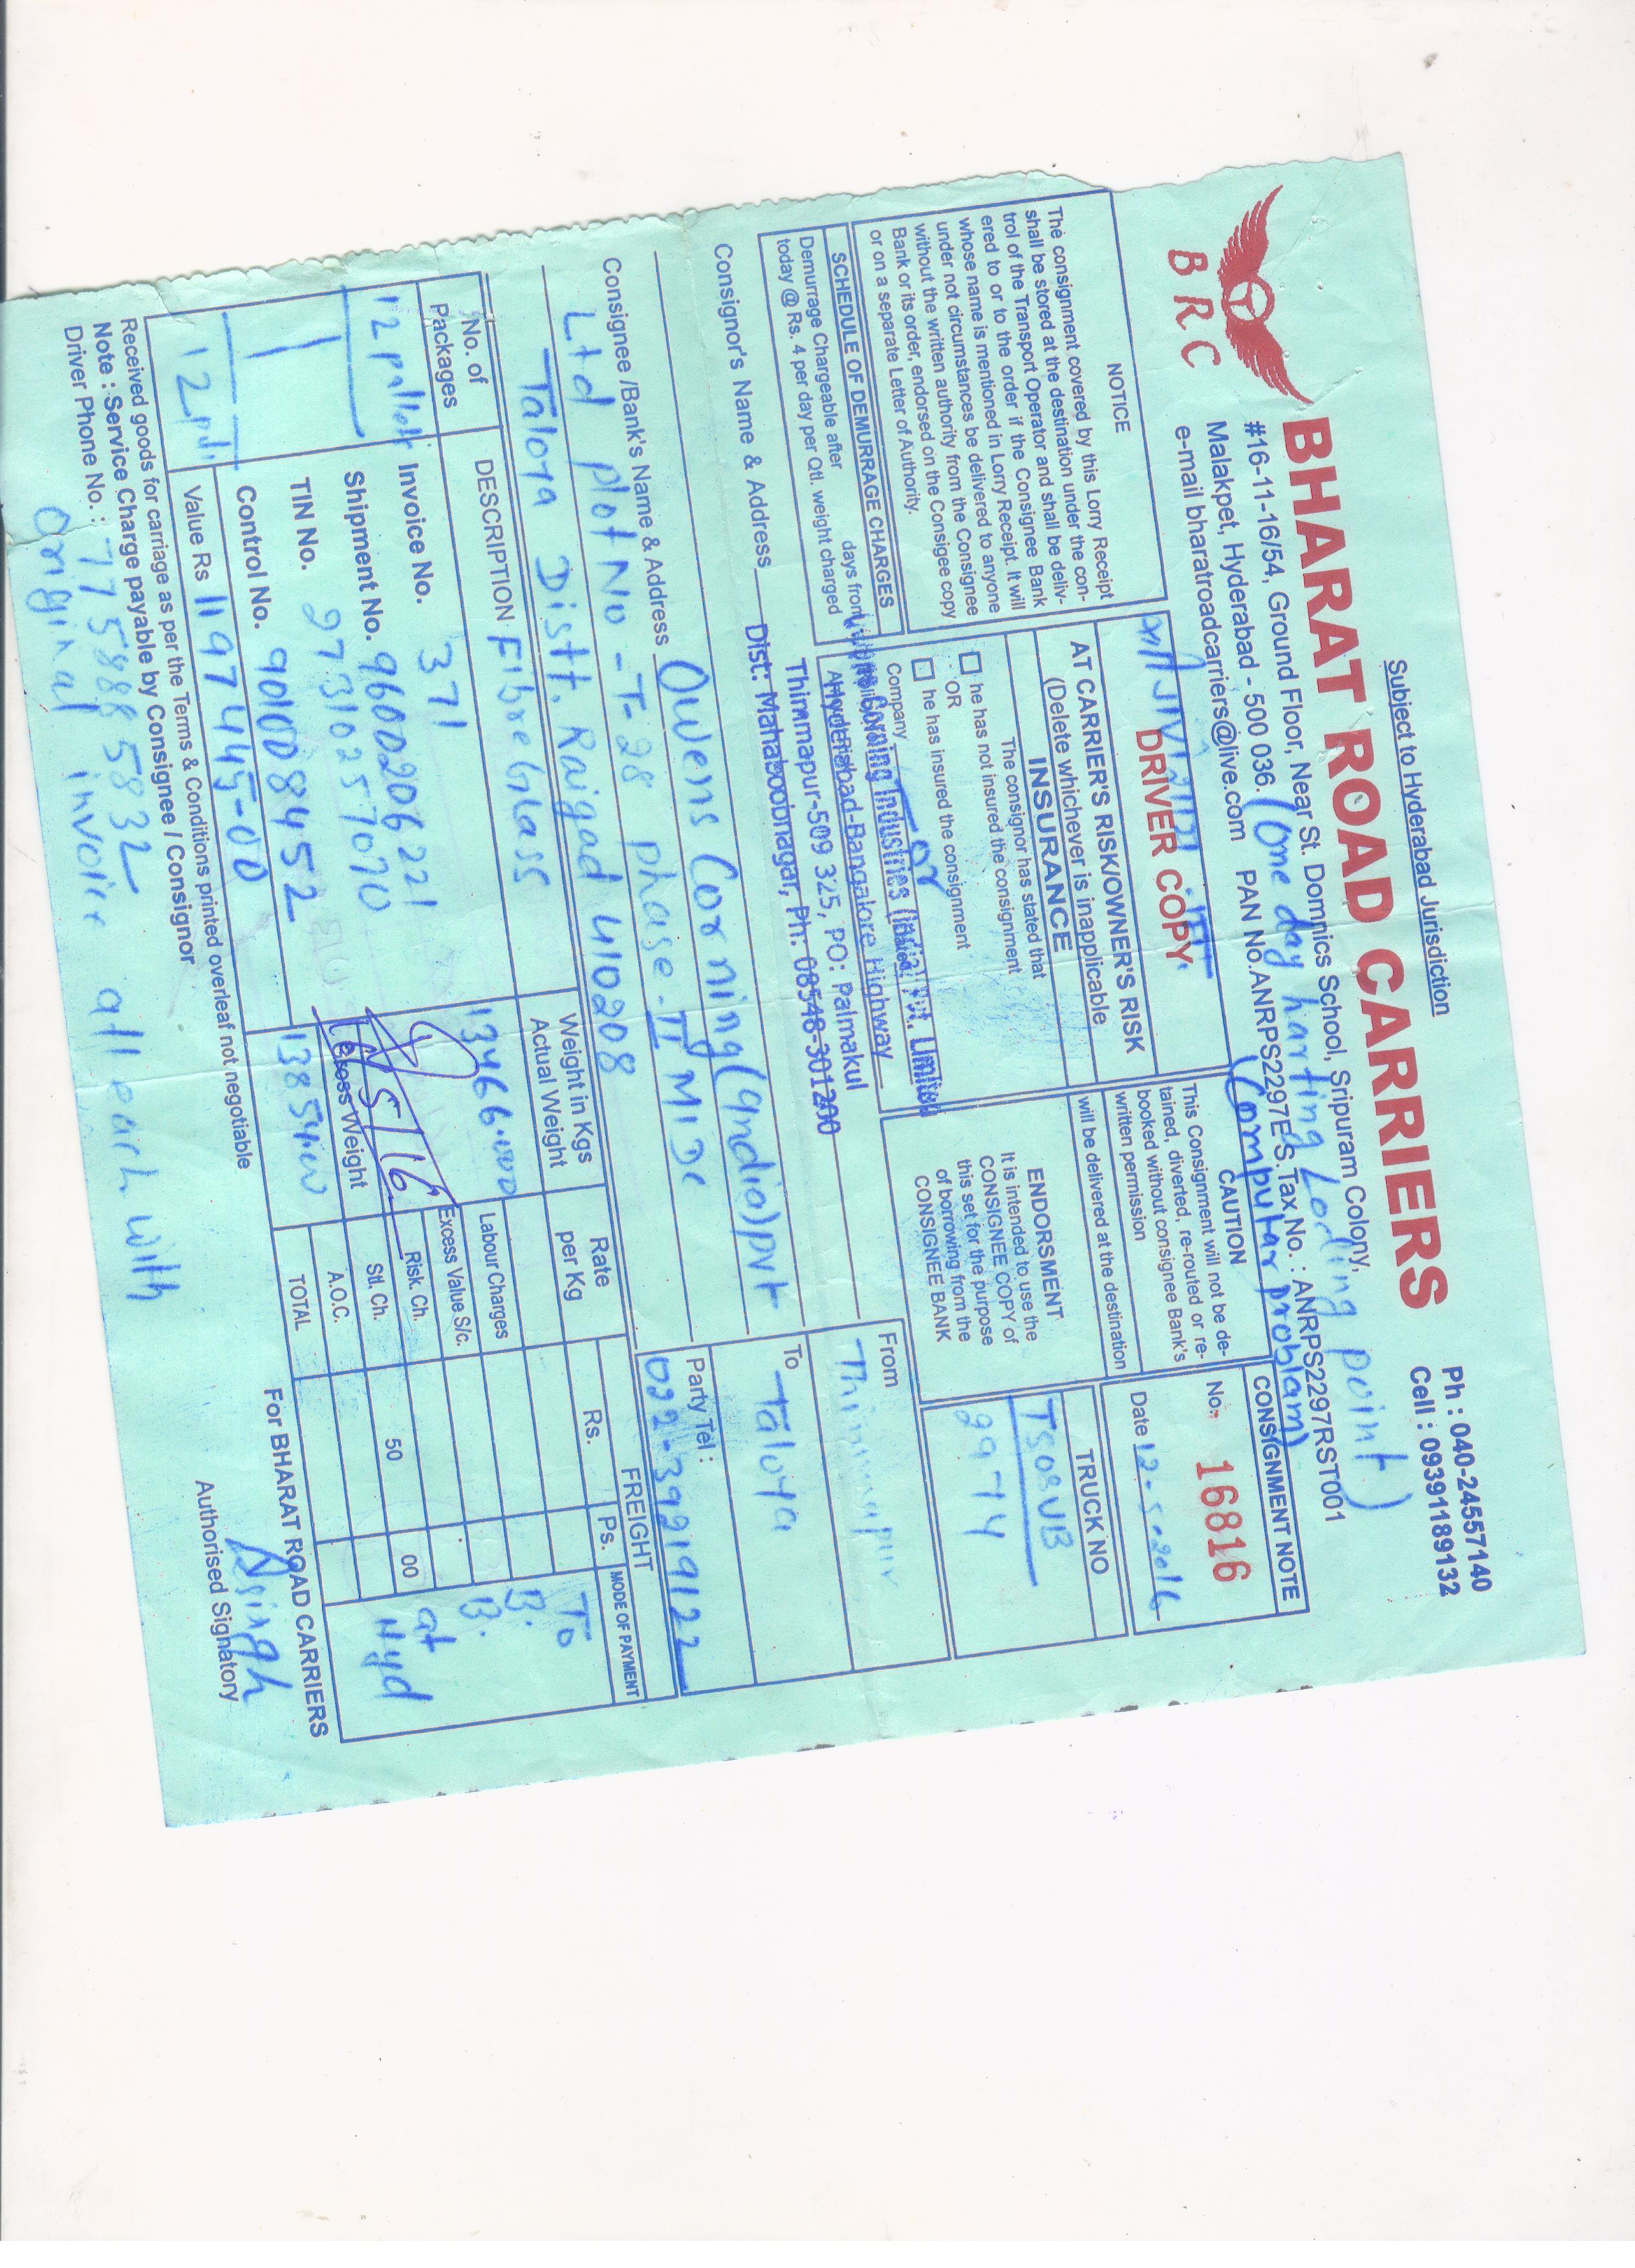 Subject to Hyderabad Jurisdiction
Ph : 040-24557140
Cell : 09391189132
BRC
BHARAT ROAD CARRIERS
#16-11-16/54, Ground Floor, Near St. Domnics School, Sripuram Colony,
Malakpet, Hyderabad - 500 036. PAN No.ANRPS2297E S.Tax No. : ANRPS2297RST001
e-mail bharatroadcarriers@live.com
(one day harting Loding point)
(Computar problam)
NOTICE
The consignment covered by this Lorry Receipt
shall be stored at the destination under the con-
trol of the Transport Operator and shall be deliv-
ered to or to the order if the Consignee Bank
whose name is mentioned in Lorry Receipt. It will
under not circumstances be delivered to anyone
without the written authority from the Consignee
Bank or its order, endorsed on the Consigee copy
or on a separate Letter of Authority.
SCHEDULE OF DEMURRAGE CHARGES
Demurrage Chargeable after days from
today @ Rs. 4 per day per Qtl. weight charged
DRIVER COPY
AT CARRIER'S RISK/OWNER'S RISK
(Delete whichever is inapplicable
INSURANCE
The consignor has stated that
he has not insured the consignment
OR
he has insured the consignment
Company
CAUTION
This Consignment will not be de-
tained, diverted, re-routed or re-
booked without consignee Bank's
written permission
will be delivered at the destination
ENDORSMENT
It is intended to use the
CONSIGNEE COPY of
this set for the purpose
of borrowing from the
CONSIGNEE BANK
CONSIGNMENT NOTE
No. 16816
Date 12-5-2016
TRUCK NO
TS08UB
9974
Corning Industries (India) Pvt. Limited
Hyderabad-Bangalore Highway
Thimmapur-509 325, PO: Palmakul
Dist: Mahaboobnagar, Ph: 08548-301200
Consignor's Name & Address
From
Thimmapur
To
Taloya
Consignee /Bank's Name & Address Owens Corning (India) pvt
Ltd plot No - T-28 phase-II MIDC
Taloya Distt. Raigad 410208
Party Tel :
022-39219122
No. of
Packages
DESCRIPTION Fibre Glass
Weight in Kgs
Actual Weight
Rate
per Kg
FREIGHT
Rs. Ps.
MODE OF PAYMENT
12 pallets
Invoice No. 371
Shipment No. 9600206221
TIN No. 27310257070
Control No. 9010084452
Value Rs 1197445-00
13466.000
Weight
Labour Charges
Excess Value S/c.
Risk. Ch.
Stl. Ch. 50 00
A.O.C.
TOTAL
To
B.
B.
at
Hyd
Received goods for carriage as per the Terms & Conditions printed overleaf not negotiable
Note : Service Charge payable by Consignee / Consignor
Driver Phone No. : 7758885832
original invoice all each with
For BHARAT ROAD CARRIERS
Asingh
Authorised Signatory